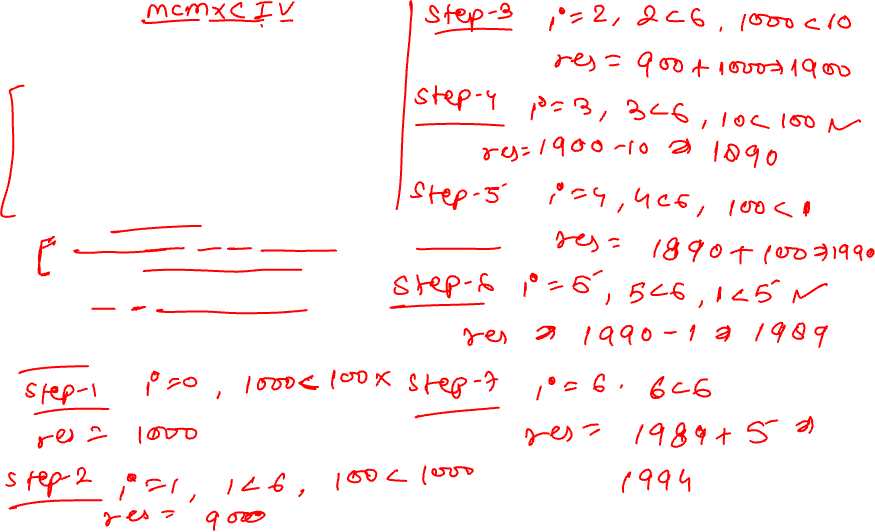 MCMXCIV
Step-1 i=0, 1000<100 x
res = 1000
Step-2 i=1, 1<6, 100<1000
res = 900
Step-3 i=2, 2<6, 1000<10
res = 900+1000⇒1900
Step-4 i=3, 3<6, 10<100 ✓
res=1900-10 ⇒ 1890
Step-5 i=4, 4<6, 100<1
res = 1890+100⇒1990
Step-6 i=5, 5<6, 1<5 ✓
res ⇒ 1990-1 ⇒ 1989
Step-7 i=6. 6<6
res = 1989+5 ⇒
1994